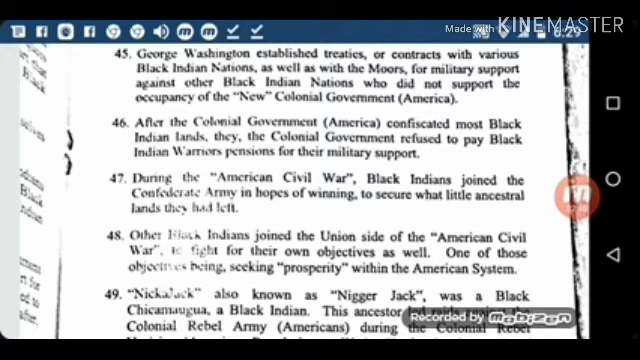 Made with KINEMASTER
6:29
45. George Washington established treaties, or contracts with various
Black Indian Nations, as well as with the Moors, for military support
against other Black Indian Nations who did not support the
occupancy of the "New" Colonial Government (America).
46. After the Colonial Government (America) confiscated most Black
Indian lands, they, the Colonial Government refused to pay Black
Indian Warriors pensions for their military support.
47. During the "American Civil War", Black Indians joined the
Confederate Army in hopes of winning, to secure what little ancestral
lands they had left.
48. Other Black Indians joined the Union side of the "American Civil
War", to fight for their own objectives as well. One of those
objectives being, seeking "prosperity" within the American System.
49. "Nickajack" also known as "Nigger Jack", was a Black
Chicamaugua, a Black Indian. This ancestor
Colonial Rebel Army (Americans) during the Colonial Rebel
Recorded by Mobizen